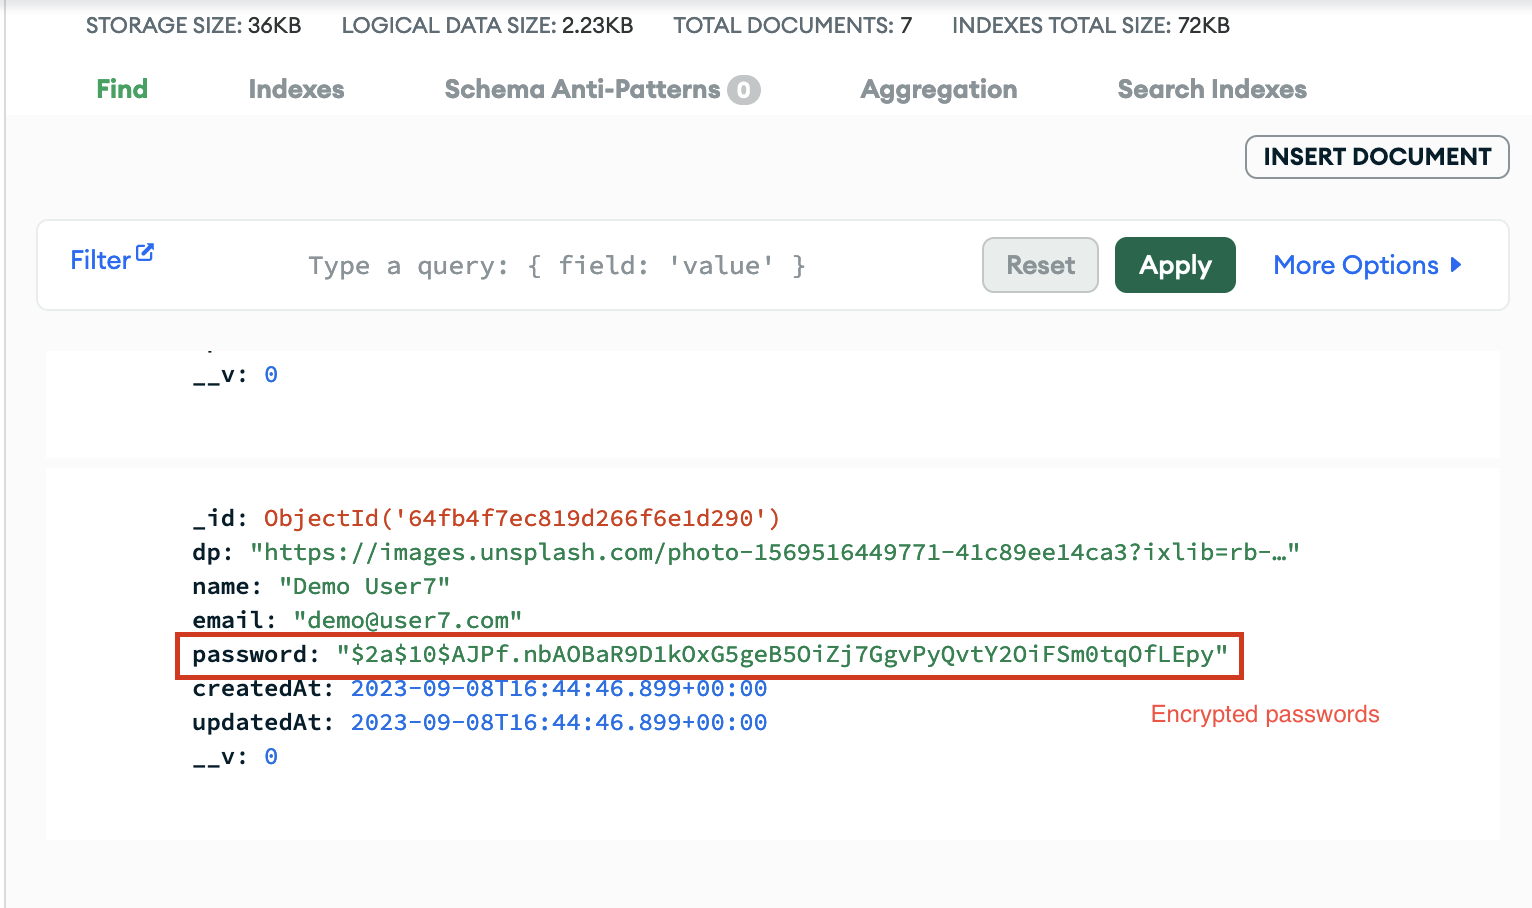 STORAGE SIZE: 36KB LOGICAL DATA SIZE: 2.23KB TOTAL DOCUMENTS: 7 INDEXES TOTAL SIZE: 72KB
Find Indexes Schema Anti-Patterns 0 Aggregation Search Indexes
INSERT DOCUMENT
Filter Type a query: { field: 'value' } Reset Apply More Options
__v: 0
_id: ObjectId('64fb4f7ec819d266f6e1d290')
dp: "https://images.unsplash.com/photo-1569516449771-41c89ee14ca3?ixlib=rb-…"
name: "Demo User7"
email: "demo@user7.com"
password: "$2a$10$AJPf.nbAOBaR9D1kOxG5geB5OiZj7GgvPyQvtY2OiFSm0tqOfLEpy"
createdAt: 2023-09-08T16:44:46.899+00:00
updatedAt: 2023-09-08T16:44:46.899+00:00
Encrypted passwords
__v: 0